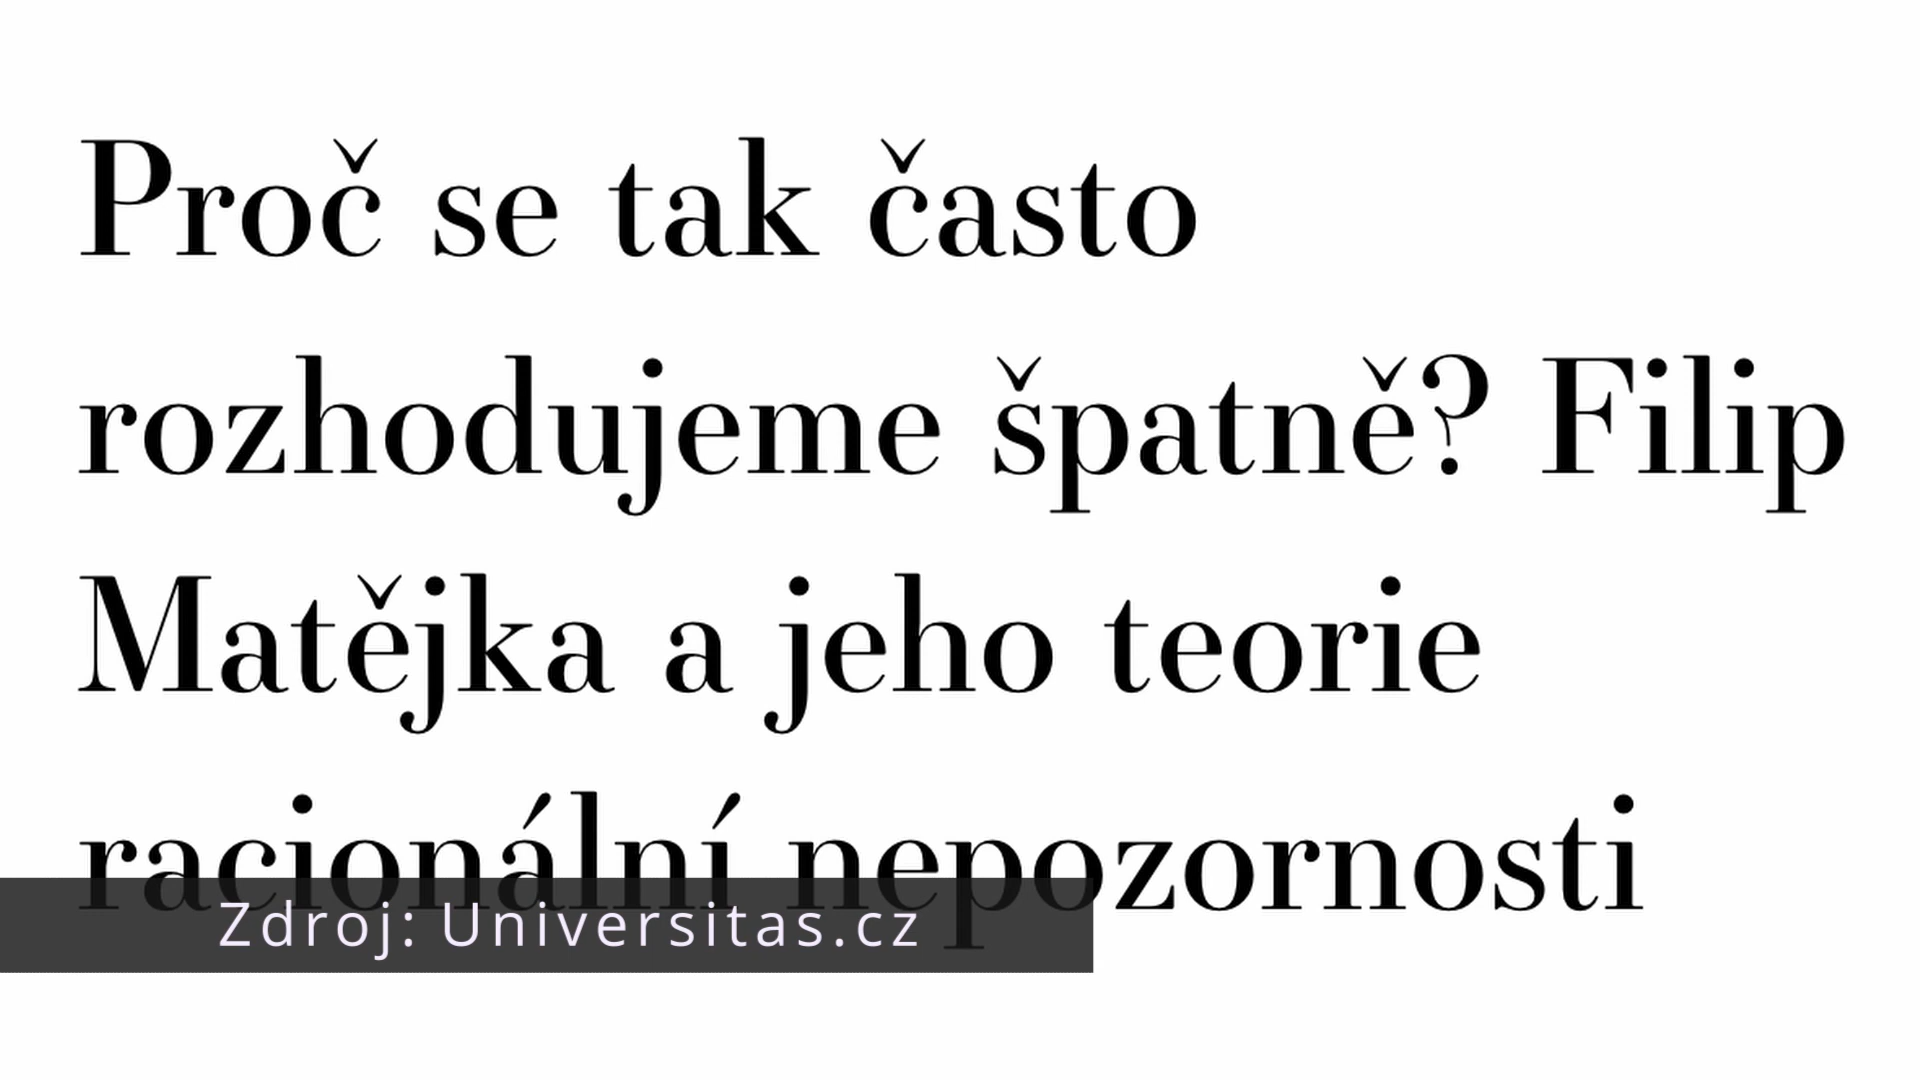 Proč se tak často
rozhodujeme špatně? Filip
Matějka a jeho teorie
racionální nepozornosti
Zdroj: Universitas.cz